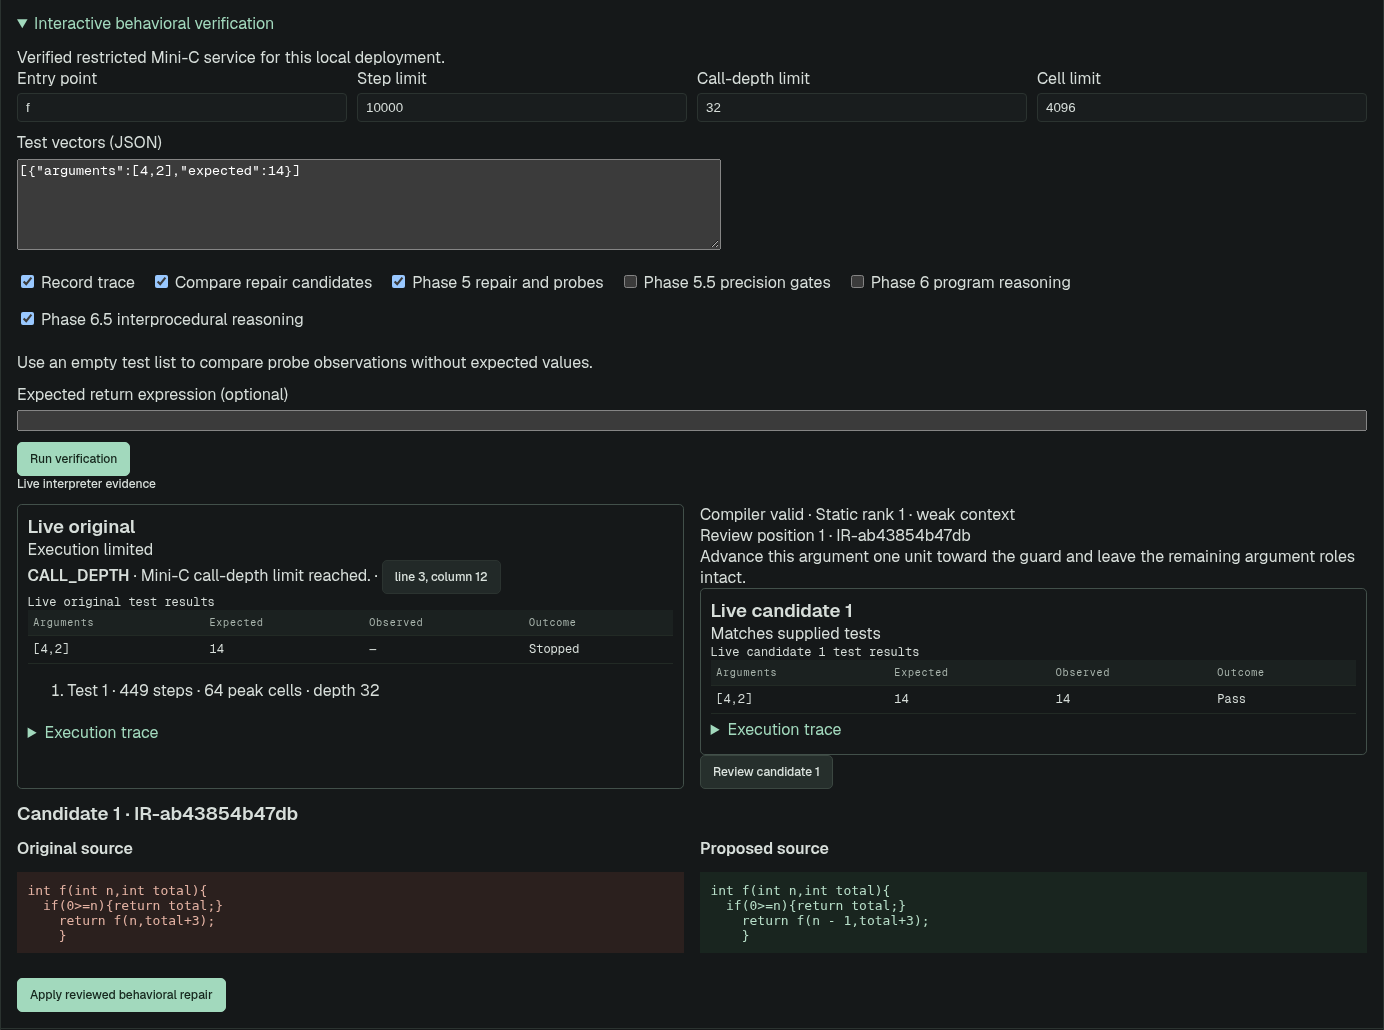 Interactive behavioral verification
Verified restricted Mini-C service for this local deployment.
Entry point
Step limit
Call-depth limit
Cell limit
f
10000
32
4096
Test vectors (JSON)
[{"arguments":[4,2],"expected":14}]
Record trace
Compare repair candidates
Phase 5 repair and probes
Phase 5.5 precision gates
Phase 6 program reasoning
Phase 6.5 interprocedural reasoning
Use an empty test list to compare probe observations without expected values.
Expected return expression (optional)
Run verification
Live interpreter evidence
Live original
Execution limited
CALL_DEPTH · Mini-C call-depth limit reached. · line 3, column 12
Live original test results
Arguments Expected Observed Outcome
[4,2] 14 — Stopped
1. Test 1 · 449 steps · 64 peak cells · depth 32
Execution trace
Compiler valid · Static rank 1 · weak context
Review position 1 · IR-ab43854b47db
Advance this argument one unit toward the guard and leave the remaining argument roles
intact.
Live candidate 1
Matches supplied tests
Live candidate 1 test results
Arguments Expected Observed Outcome
[4,2] 14 14 Pass
Execution trace
Review candidate 1
Candidate 1 · IR-ab43854b47db
Original source
int f(int n,int total){
  if(0>=n){return total;}
    return f(n,total+3);
    }
Proposed source
int f(int n,int total){
  if(0>=n){return total;}
    return f(n - 1,total+3);
    }
Apply reviewed behavioral repair